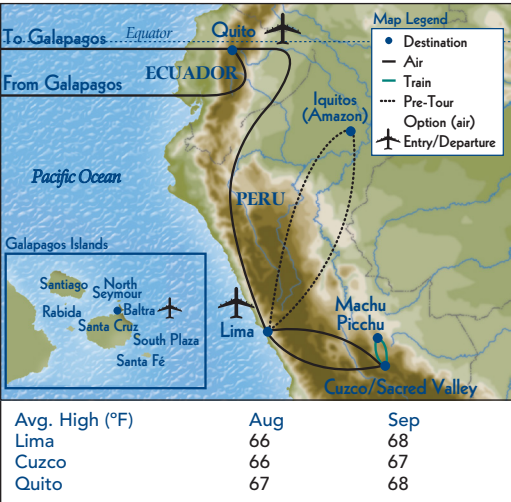 To Galapagos
Equator
Quito
From Galapagos
ECUADOR
Map Legend
Destination
Air
Train
Pre-Tour
Option (air)
Entry/Departure
Iquitos
(Amazon)
Pacific Ocean
PERU
Galapagos Islands
Santiago
North
Seymour
Rabida
Baltra
Santa Cruz
South Plaza
Santa Fé
Lima
Machu
Picchu
Cuzco/Sacred Valley
Avg. High (ºF) Aug Sep
Lima 66 68
Cuzco 66 67
Quito 67 68